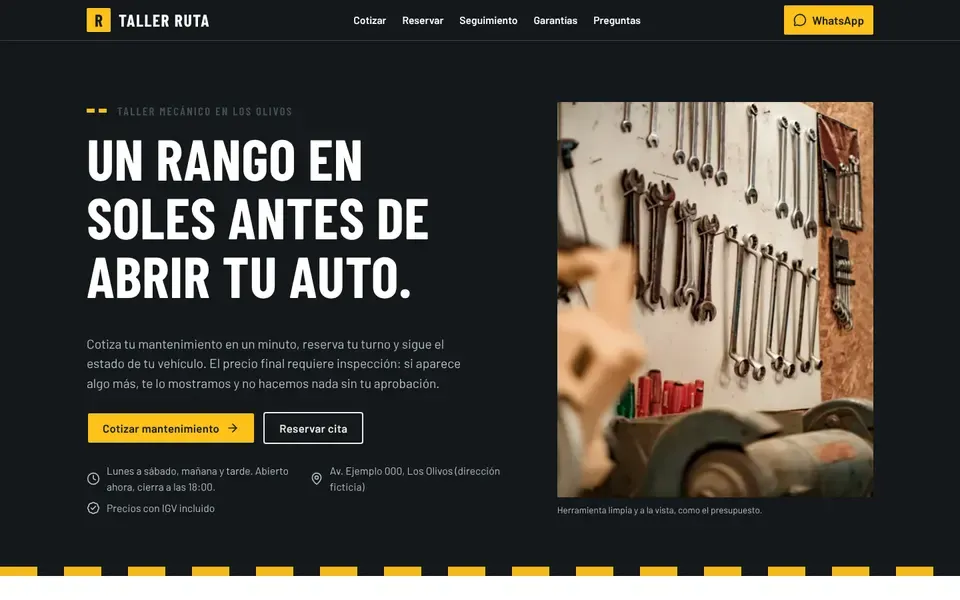 R TALLER RUTA
Cotizar Reservar Seguimiento Garantías Preguntas
WhatsApp
TALLER MECÁNICO EN LOS OLIVOS
UN RANGO EN
SOLES ANTES DE
ABRIR TU AUTO.
Cotiza tu mantenimiento en un minuto, reserva tu turno y sigue el
estado de tu vehículo. El precio final requiere inspección: si aparece
algo más, te lo mostramos y no hacemos nada sin tu aprobación.
Cotizar mantenimiento
Reservar cita
Lunes a sábado, mañana y tarde. Abierto
ahora, cierra a las 18:00.
Av. Ejemplo 000, Los Olivos (dirección
ficticia)
Precios con IGV incluido
Herramienta limpia y a la vista, como el presupuesto.